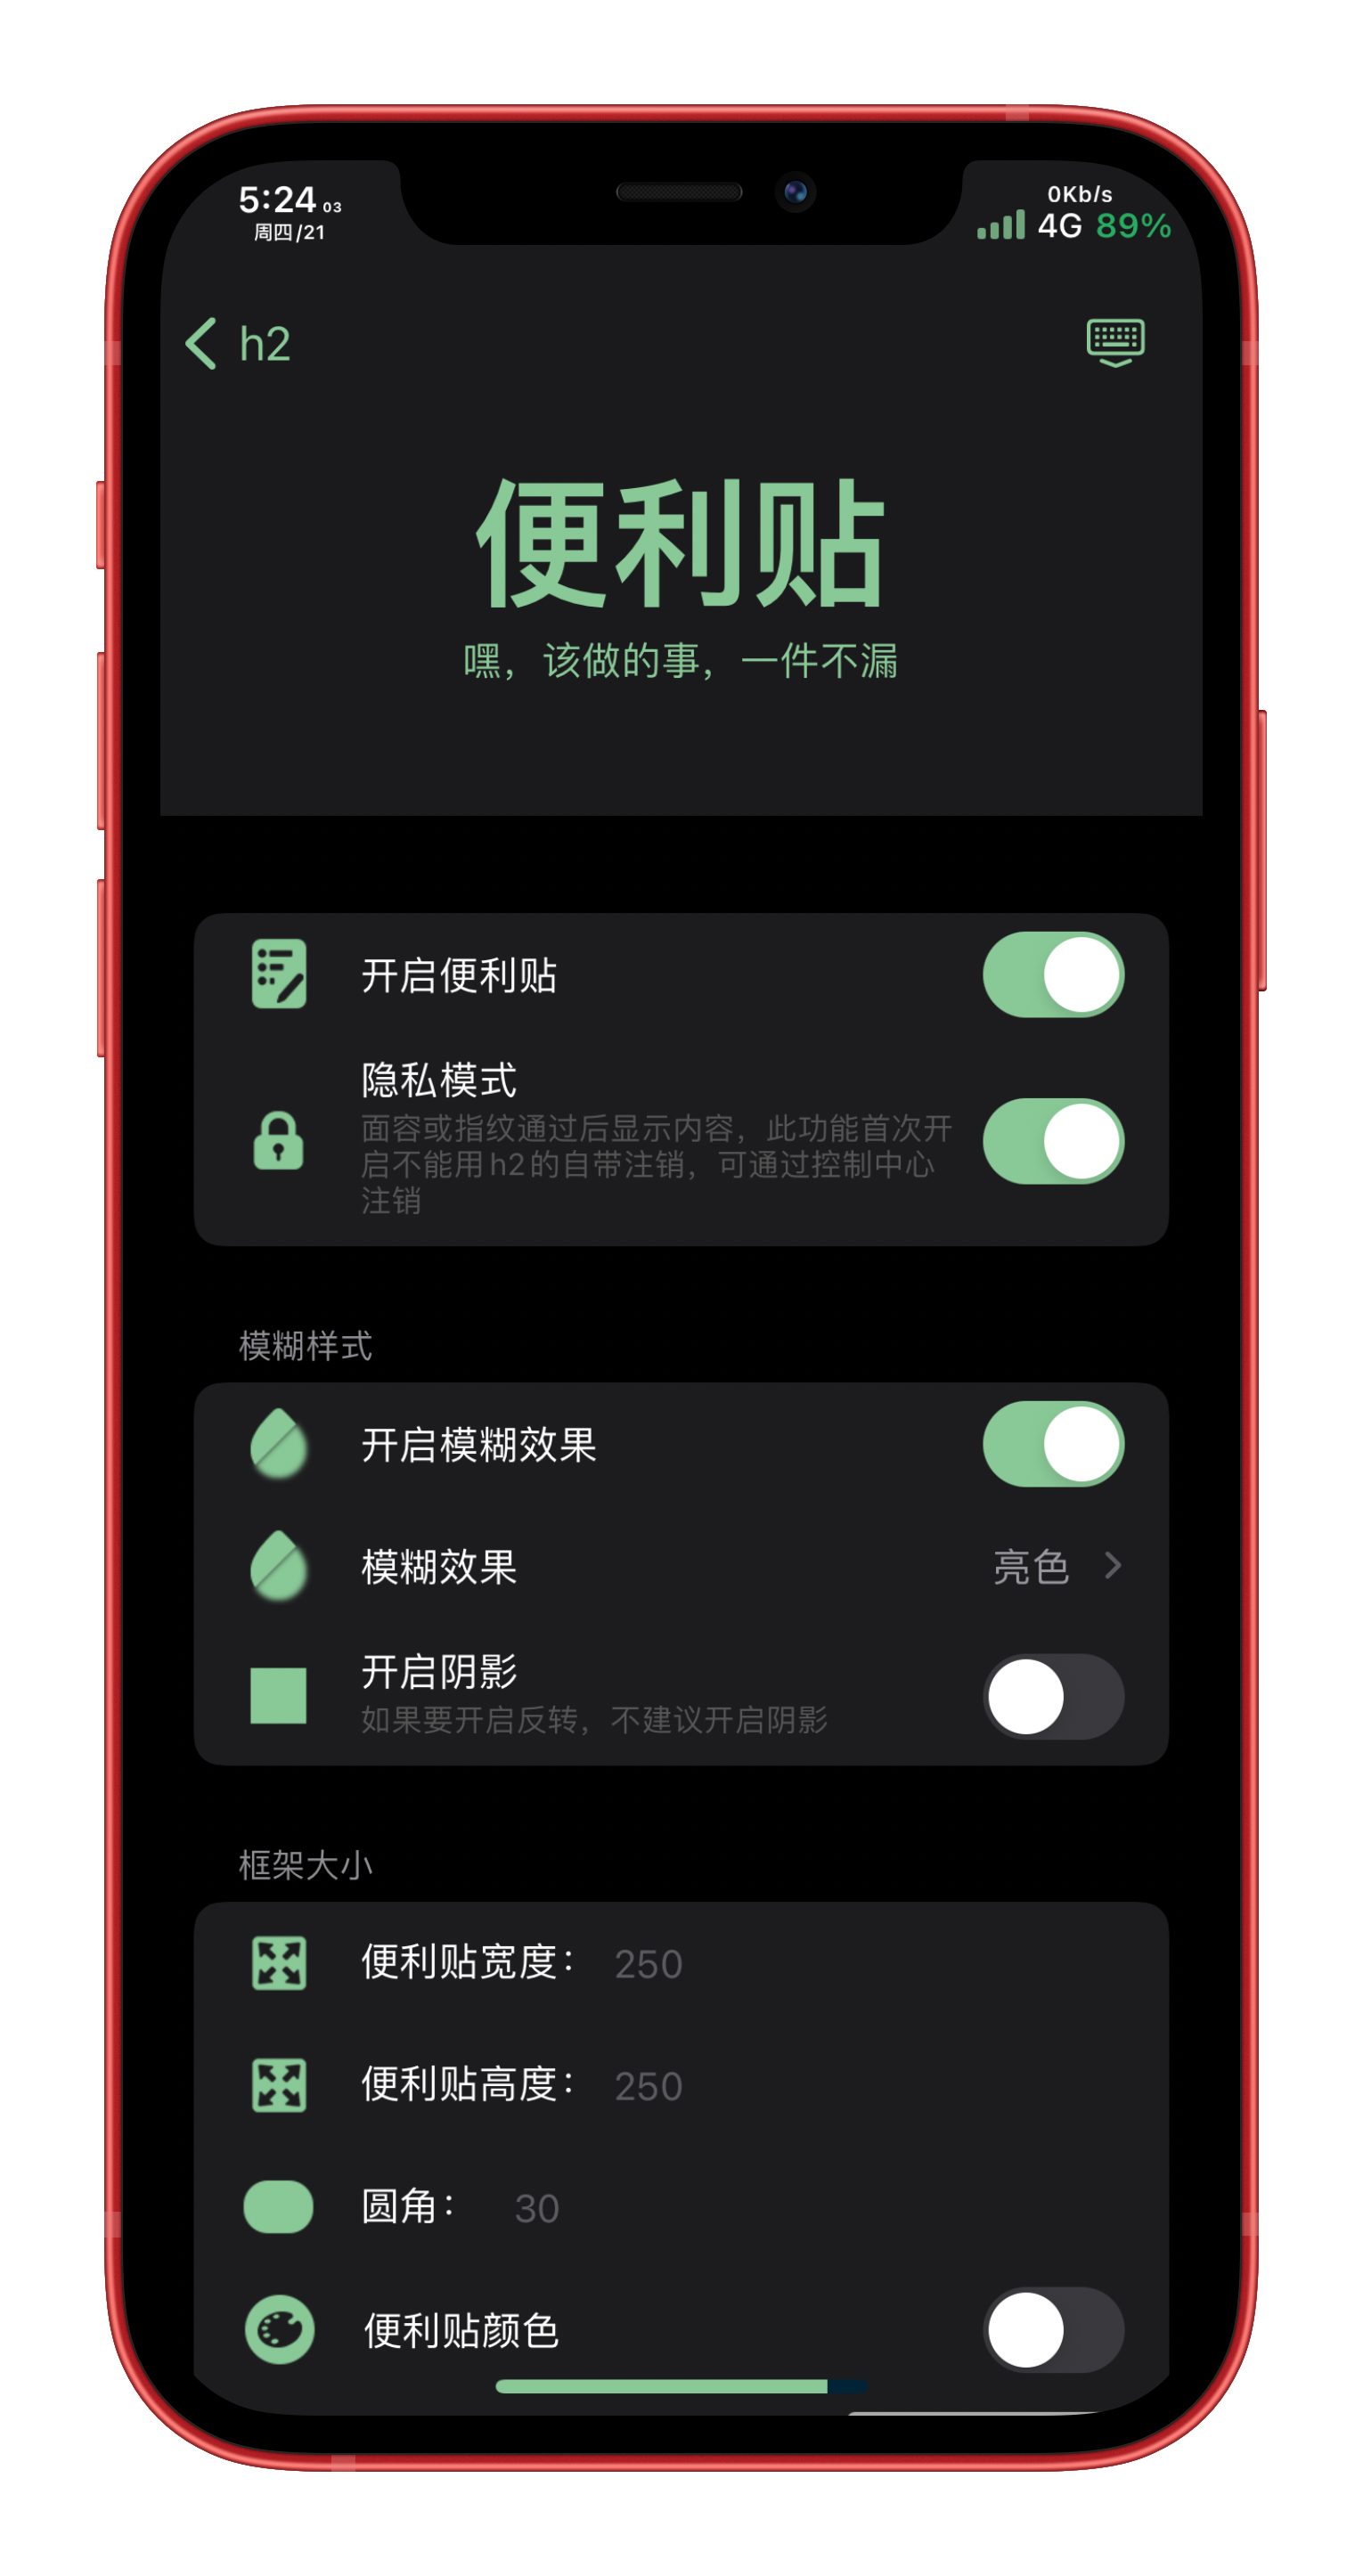 5:24 03
周四/21
0Kb/s
4G 89%
h2
便利贴
嘿，该做的事，一件不漏
开启便利贴
隐私模式
面容或指纹通过后显示内容，此功能首次开
启不能用h2的自带注销，可通过控制中心
注销
模糊样式
开启模糊效果
模糊效果
亮色
开启阴影
如果要开启反转，不建议开启阴影
框架大小
便利贴宽度： 250
便利贴高度： 250
圆角： 30
便利贴颜色